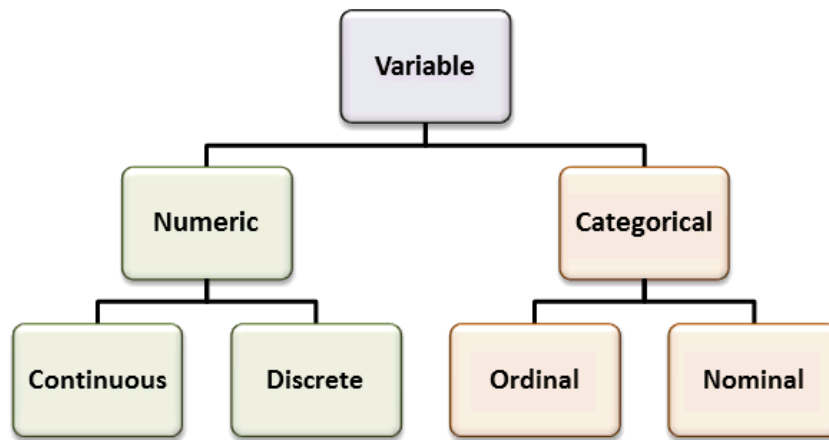 Variable
Numeric
Categorical
Continuous
Discrete
Ordinal
Nominal